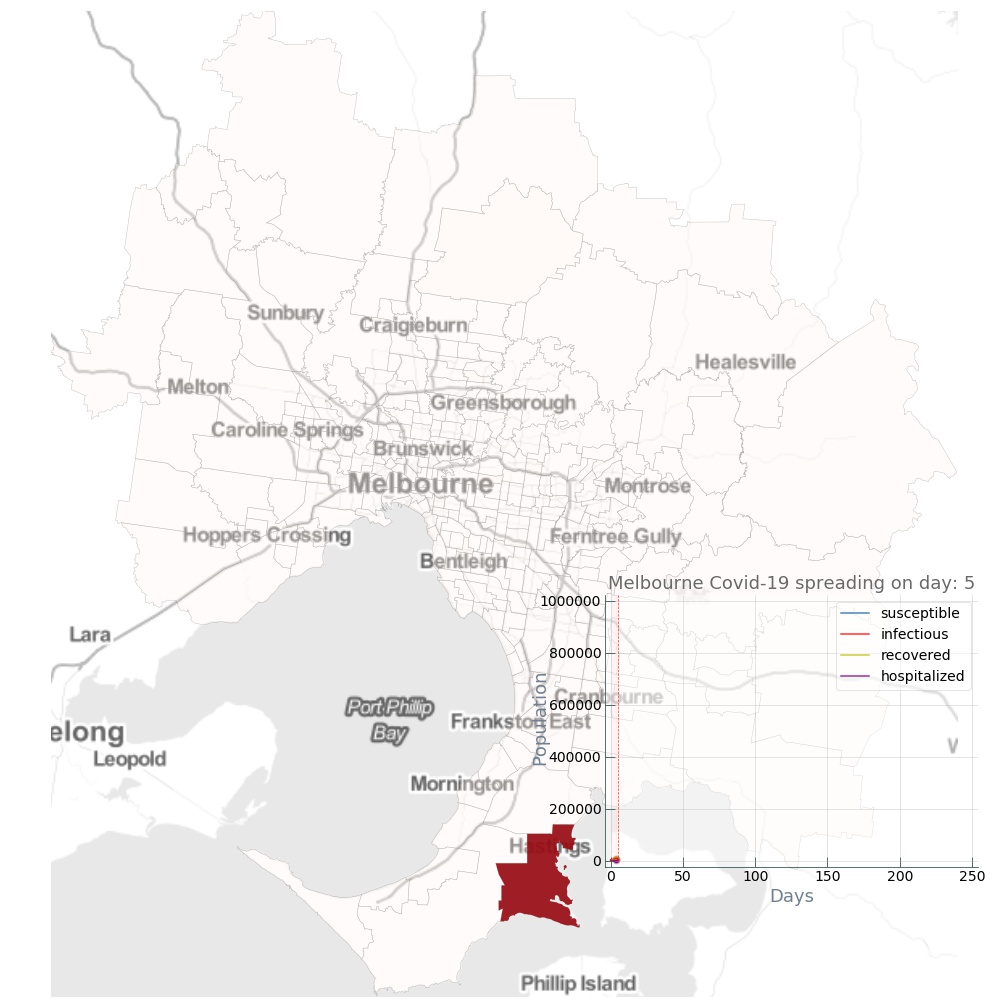 Sunbury
Craigieburn
Healesville
Melton
Greensborough
Caroline Springs
Brunswick
Melbourne
Montrose
Hoppers Crossing
Ferntree Gully
Bentleigh
Melbourne Covid-19 spreading on day: 5
1000000
susceptible
infectious
recovered
hospitalized
800000
600000
400000
200000
0
Population
0 50 100 150 200 250
Days
Lara
Cranbourne
Port Phillip
Bay
Frankston East
elong
Leopold
Mornington
Hastings
Phillip Island